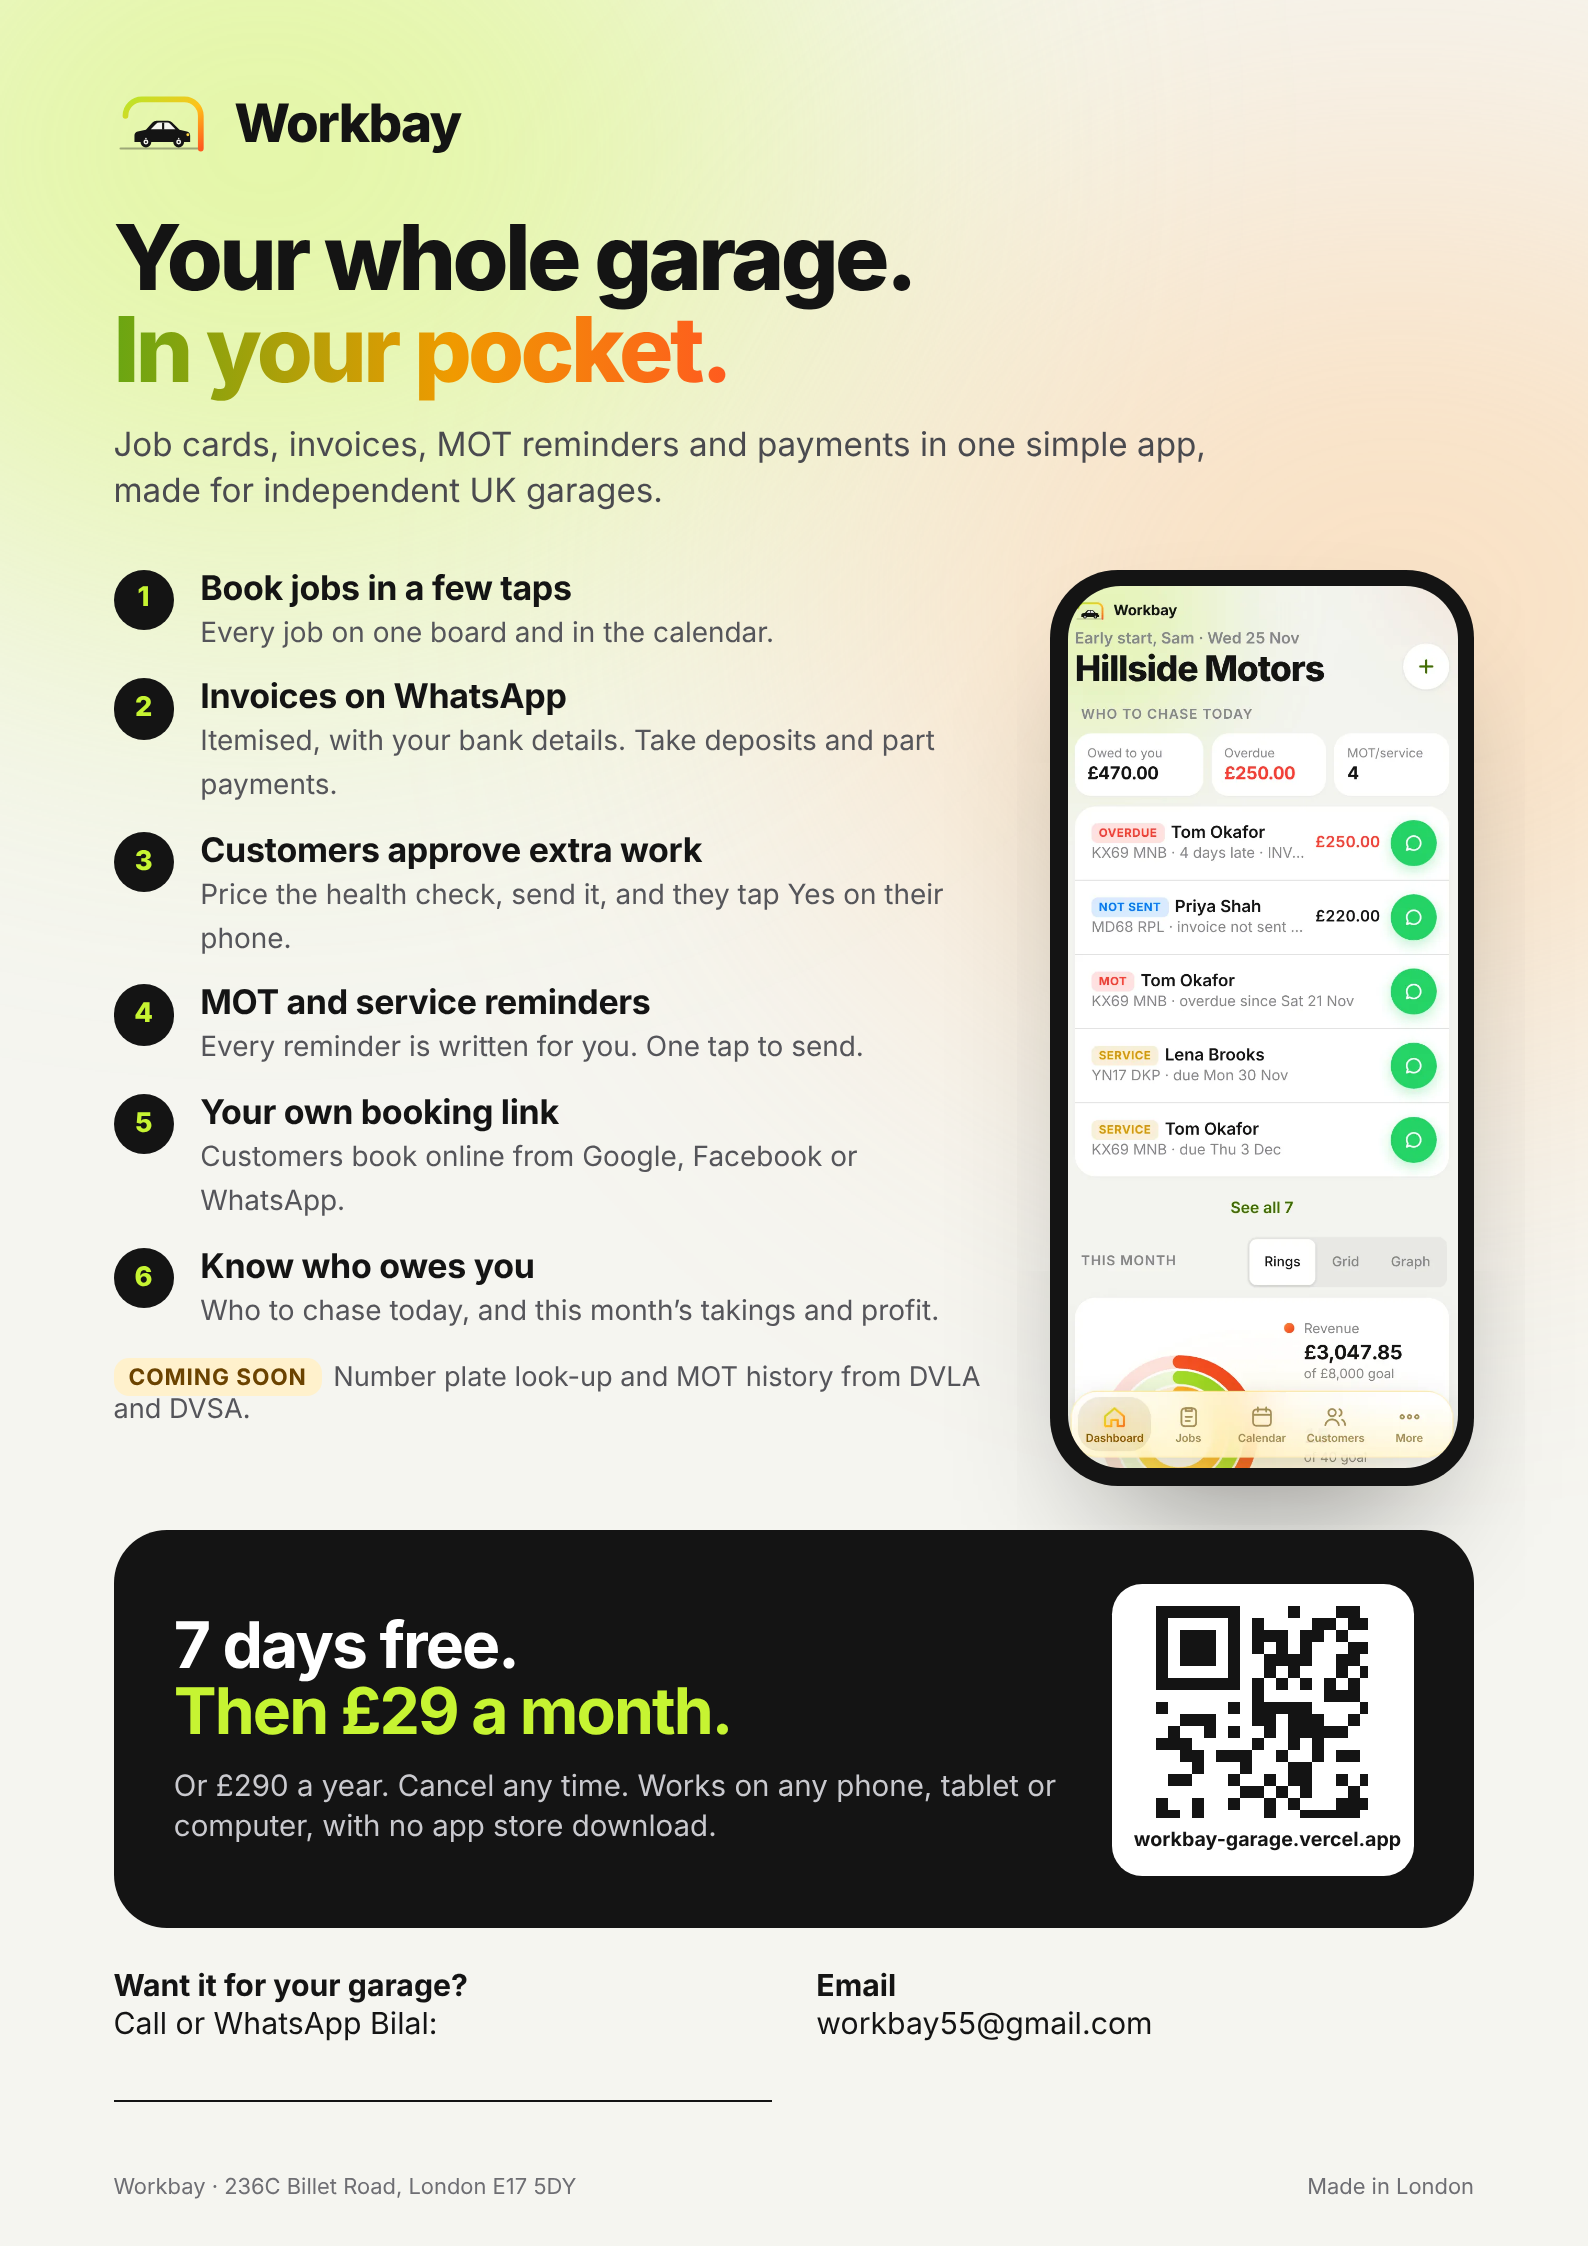 Workbay
Your whole garage.
In your pocket.
Job cards, invoices, MOT reminders and payments in one simple app,
made for independent UK garages.
1
Book jobs in a few taps
Every job on one board and in the calendar.
2
Invoices on WhatsApp
Itemised, with your bank details. Take deposits and part
payments.
3
Customers approve extra work
Price the health check, send it, and they tap Yes on their
phone.
4
MOT and service reminders
Every reminder is written for you. One tap to send.
5
Your own booking link
Customers book online from Google, Facebook or
WhatsApp.
6
Know who owes you
Who to chase today, and this month’s takings and profit.
COMING SOON Number plate look-up and MOT history from DVLA
and DVSA.
Workbay
Early start, Sam · Wed 25 Nov
Hillside Motors
+
WHO TO CHASE TODAY
Owed to you
£470.00
Overdue
£250.00
MOT/service
4
OVERDUE Tom Okafor
KX69 MNB · 4 days late · INV...
£250.00
NOT SENT Priya Shah
MD68 RPL · invoice not sent ...
£220.00
MOT Tom Okafor
KX69 MNB · overdue since Sat 21 Nov
SERVICE Lena Brooks
YN17 DKP · due Mon 30 Nov
SERVICE Tom Okafor
KX69 MNB · due Thu 3 Dec
See all 7
THIS MONTH
Rings Grid Graph
Revenue
£3,047.85
of £8,000 goal
Dashboard Jobs Calendar Customers More
of 40 goal
7 days free.
Then £29 a month.
Or £290 a year. Cancel any time. Works on any phone, tablet or
computer, with no app store download.
workbay-garage.vercel.app
Want it for your garage?
Call or WhatsApp Bilal:
Email
workbay55@gmail.com
Workbay · 236C Billet Road, London E17 5DY
Made in London